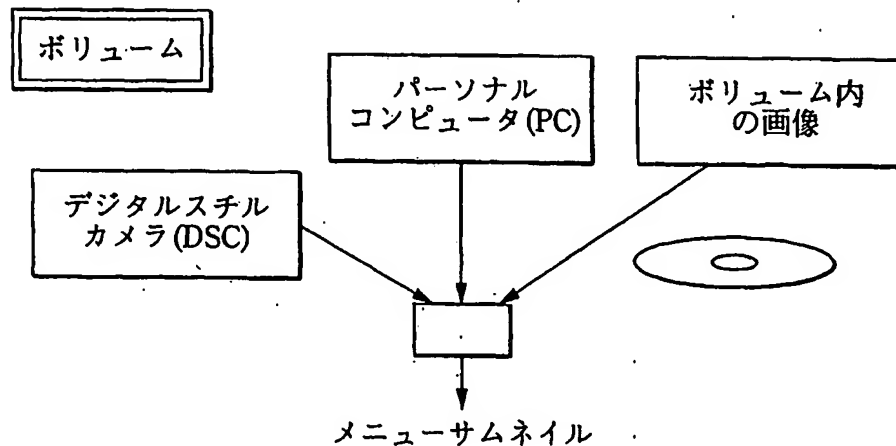 ボリューム
パーソナル
コンピュータ(PC)
ボリューム内
の画像
デジタルスチル
カメラ(DSC)
メニューサムネイル